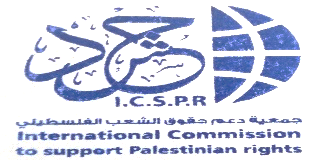 حشد
I.C.S.P.R
جمعية دعم حقوق الشعب الفلسطيني
International Commission
to support Palestinian rights